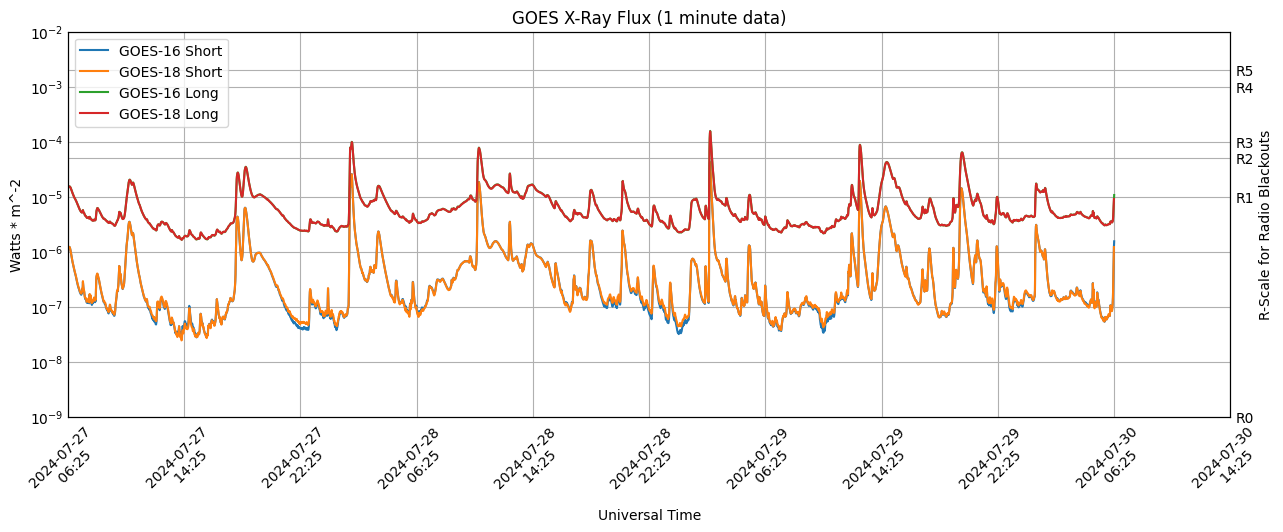 GOES X-Ray Flux (1 minute data)
GOES-16 Short
GOES-18 Short
GOES-16 Long
GOES-18 Long
Watts * m^-2
10^-2
10^-3
10^-4
10^-5
10^-6
10^-7
10^-8
10^-9
R5
R4
R3
R2
R1
R0
R-Scale for Radio Blackouts
2024-07-27
06:25
2024-07-27
14:25
2024-07-27
22:25
2024-07-28
06:25
2024-07-28
14:25
2024-07-28
22:25
2024-07-29
06:25
2024-07-29
14:25
2024-07-29
22:25
2024-07-30
06:25
2024-07-30
14:25
Universal Time